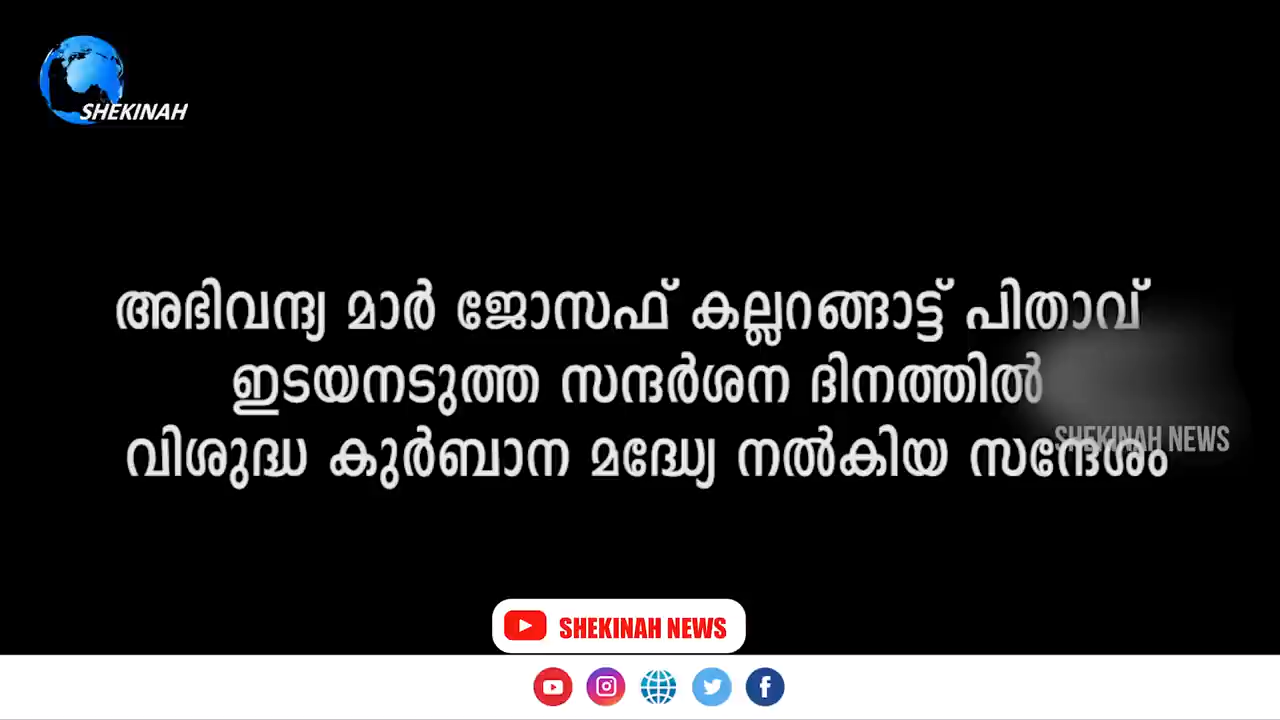 SHEKINAH
അഭിവന്ദ്യ മാർ ജോസഫ് കല്ലറങ്ങാട്ട് പിതാവ്
ഇടയനടുത്ത സന്ദർശന ദിനത്തിൽ
SHEKINAH NEWS
വിശുദ്ധ കുർബാന മദ്ധ്യേ നൽകിയ സന്ദേശം
SHEKINAH NEWS